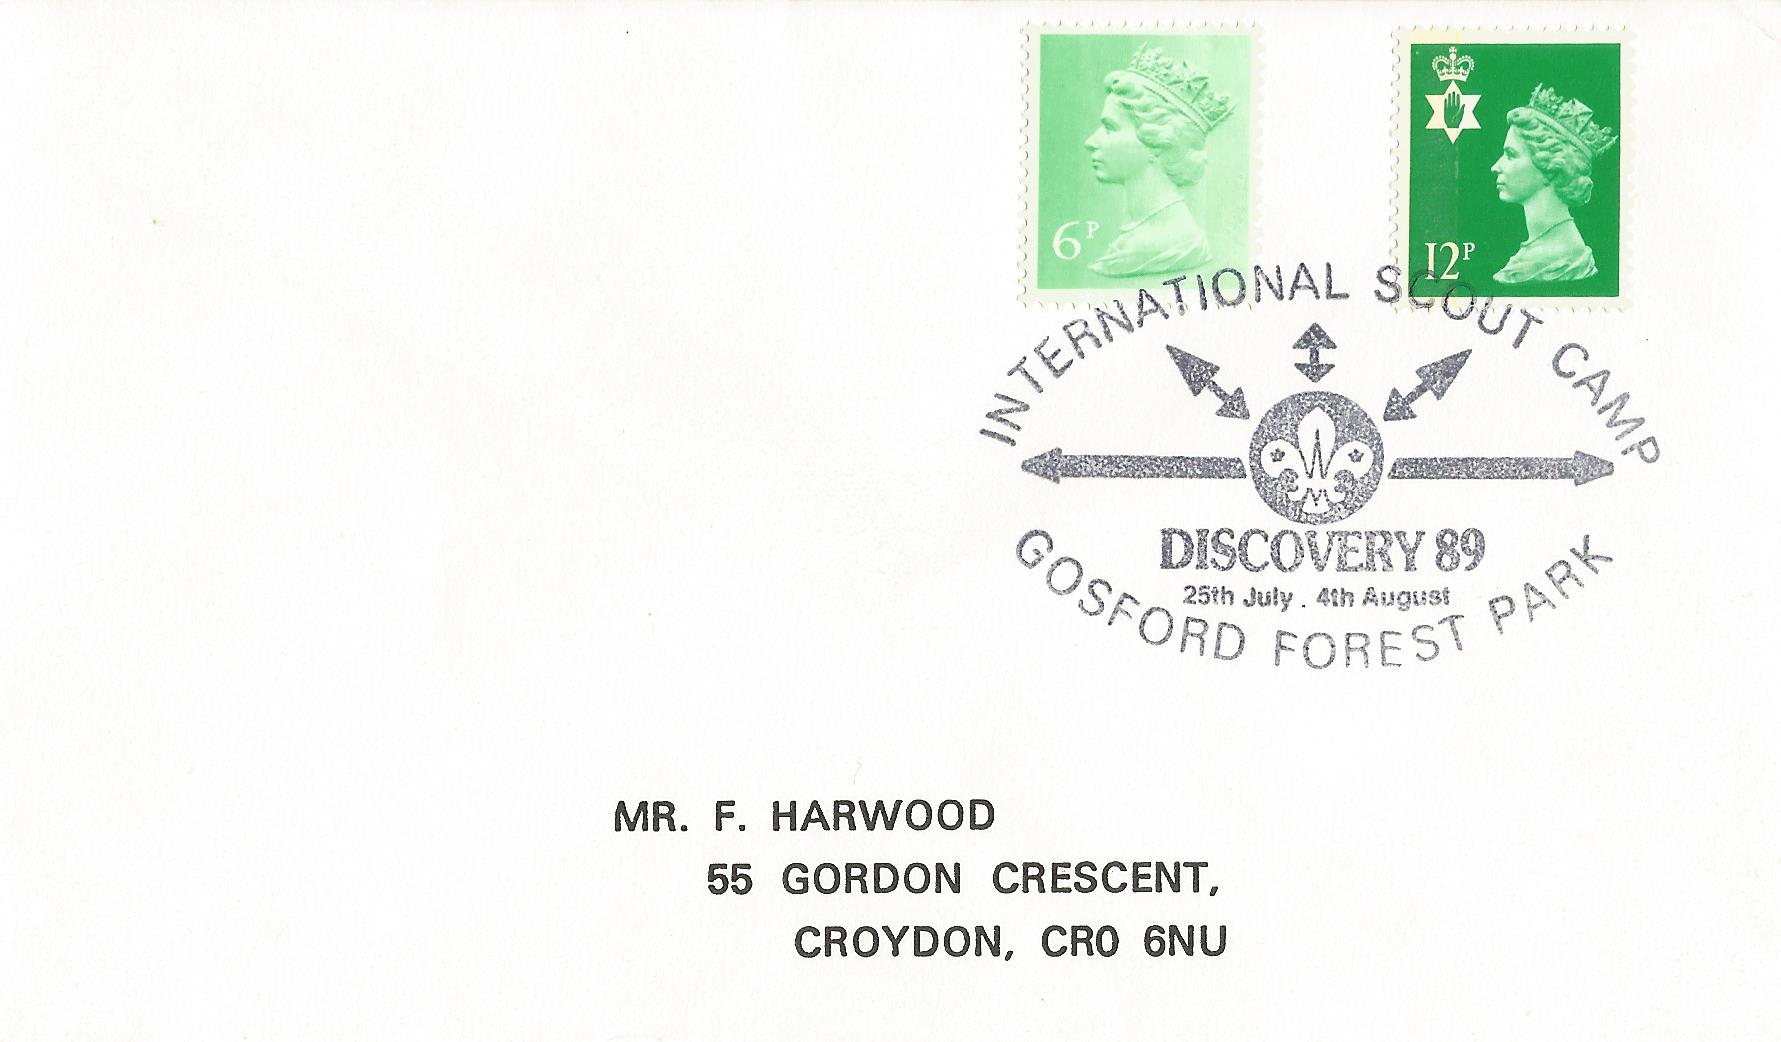 6P
12P
INTERNATIONAL SCOUT CAMP
DISCOVERY 89
25th July . 4th August
GOSFORD FOREST PARK
MR. F. HARWOOD
55 GORDON CRESCENT,
CROYDON, CR0 6NU